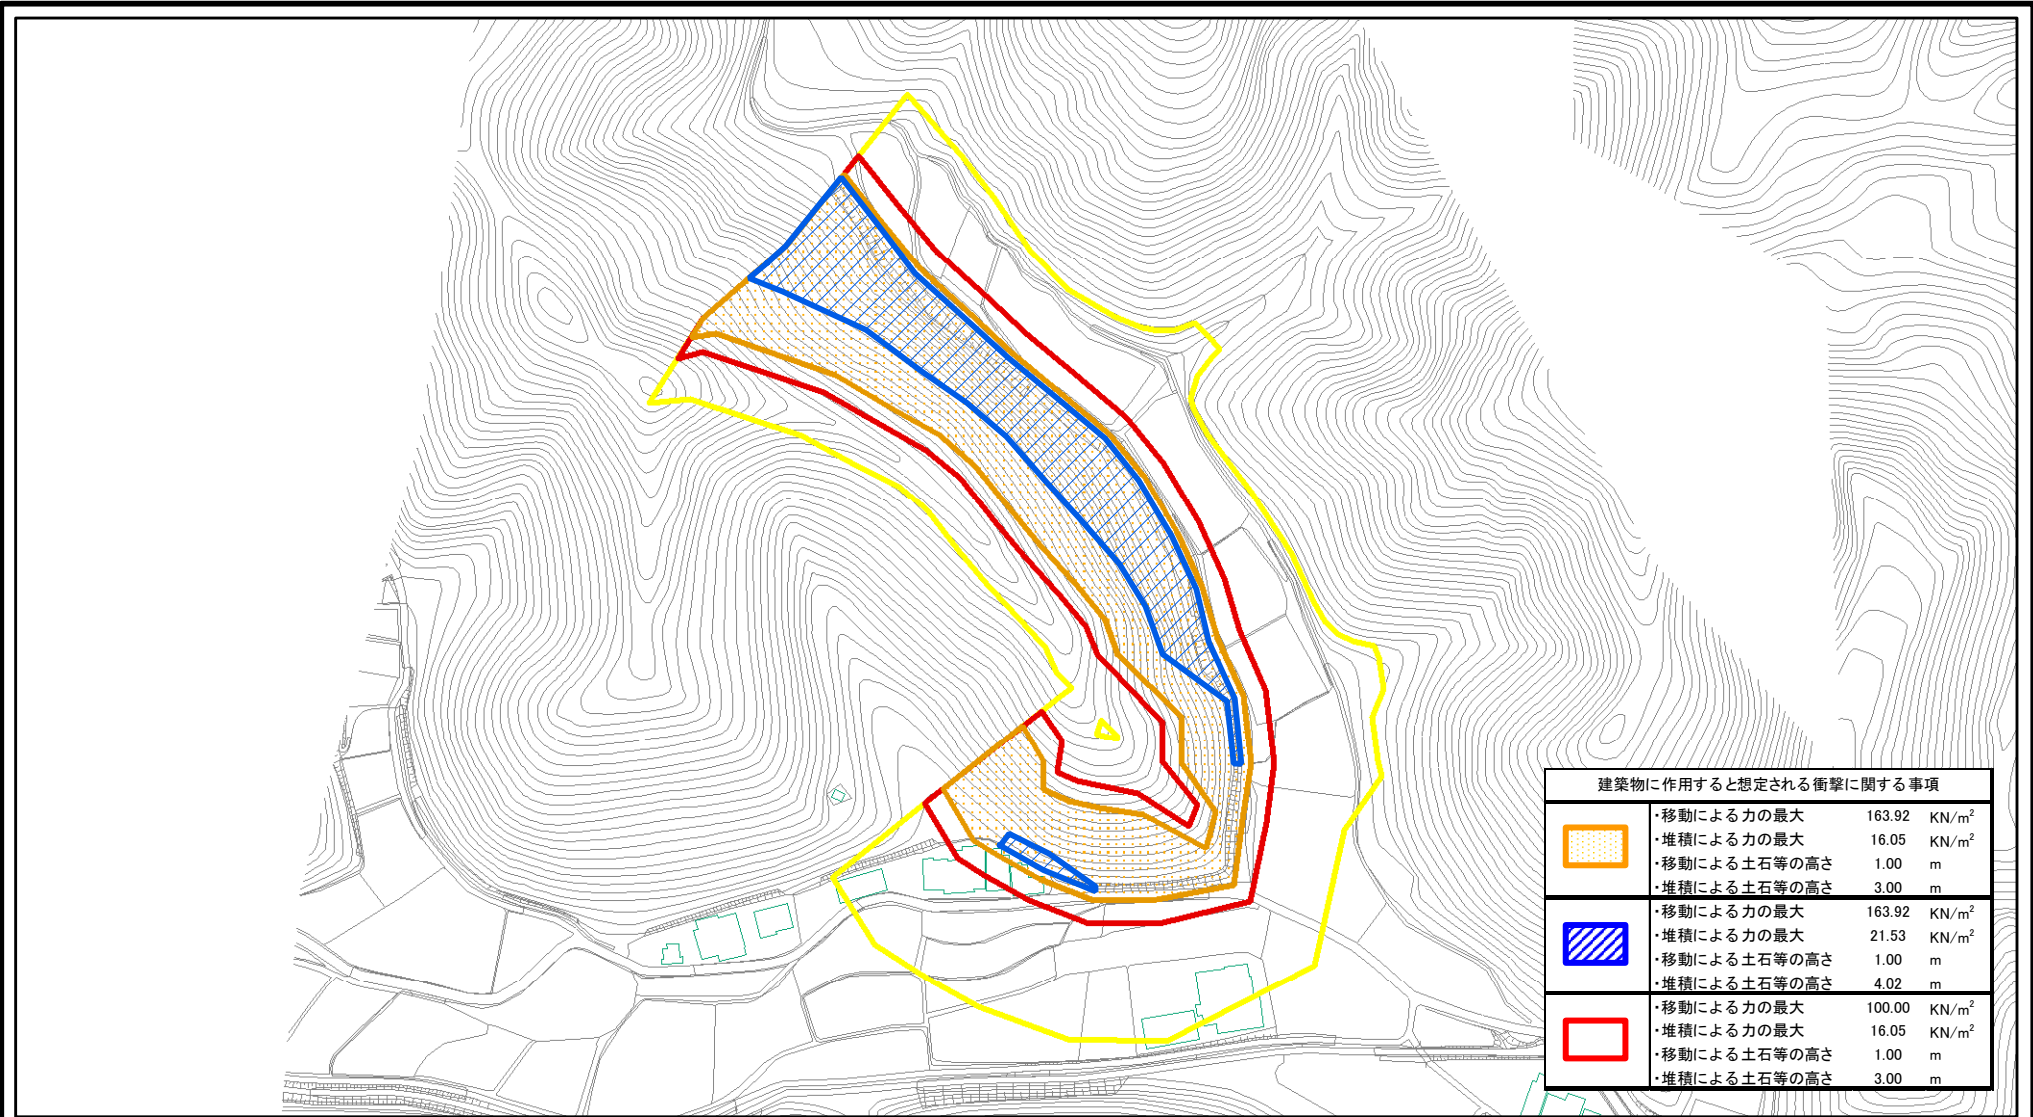 建築物に作用すると想定される衝撃に関する事項
・移動による力の最大 163.92 KN/m²
・堆積による力の最大 16.05 KN/m²
・移動による土石等の高さ 1.00 m
・堆積による土石等の高さ 3.00 m
・移動による力の最大 163.92 KN/m²
・堆積による力の最大 21.53 KN/m²
・移動による土石等の高さ 1.00 m
・堆積による土石等の高さ 4.02 m
・移動による力の最大 100.00 KN/m²
・堆積による力の最大 16.05 KN/m²
・移動による土石等の高さ 1.00 m
・堆積による土石等の高さ 3.00 m